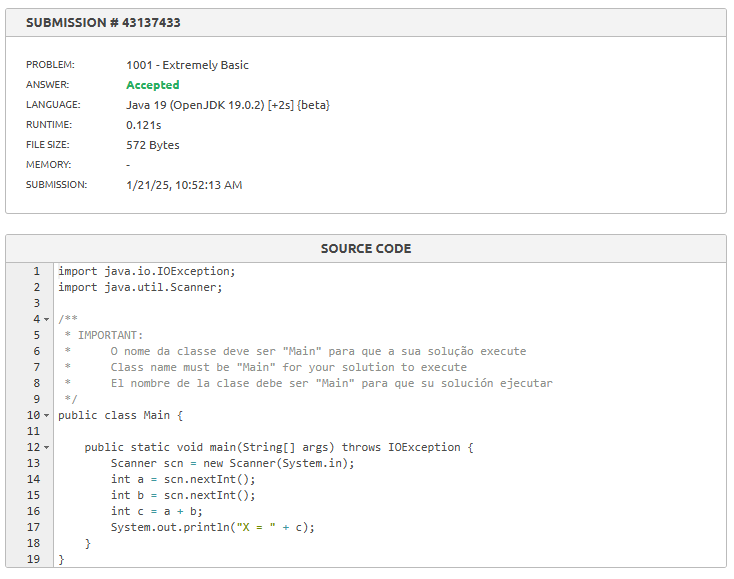 SUBMISSION # 43137433
PROBLEM: 1001 - Extremely Basic
ANSWER: Accepted
LANGUAGE: Java 19 (OpenJDK 19.0.2) [+2s] {beta}
RUNTIME: 0.121s
FILE SIZE: 572 Bytes
MEMORY: -
SUBMISSION: 1/21/25, 10:52:13 AM
SOURCE CODE
1 import java.io.IOException;
2 import java.util.Scanner;
3
4 /**
5  * IMPORTANT:
6  *      O nome da classe deve ser "Main" para que a sua solução execute
7  *      Class name must be "Main" for your solution to execute
8  *      El nombre de la clase debe ser "Main" para que su solución ejecutar
9  */
10 public class Main {
11
12     public static void main(String[] args) throws IOException {
13         Scanner scn = new Scanner(System.in);
14         int a = scn.nextInt();
15         int b = scn.nextInt();
16         int c = a + b;
17         System.out.println("X = " + c);
18     }
19 }